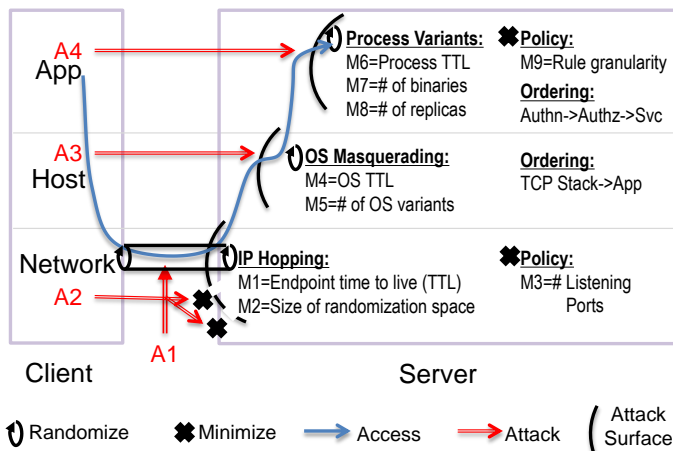 A4
App
Process Variants:
M6=Process TTL
M7=# of binaries
M8=# of replicas
Policy:
M9=Rule granularity
Ordering:
Authn->Authz->Svc
A3
Host
OS Masquerading:
M4=OS TTL
M5=# of OS variants
Ordering:
TCP Stack->App
Network
A2
A1
IP Hopping:
M1=Endpoint time to live (TTL)
M2=Size of randomization space
Policy:
M3=# Listening
Ports
Client
Server
Randomize
Minimize
Access
Attack
Attack
Surface